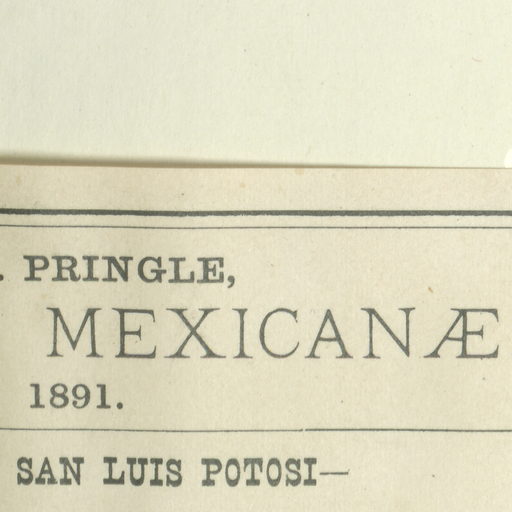 . PRINGLE,
MEXICANÆ
1891.
SAN LUIS POTOSI—